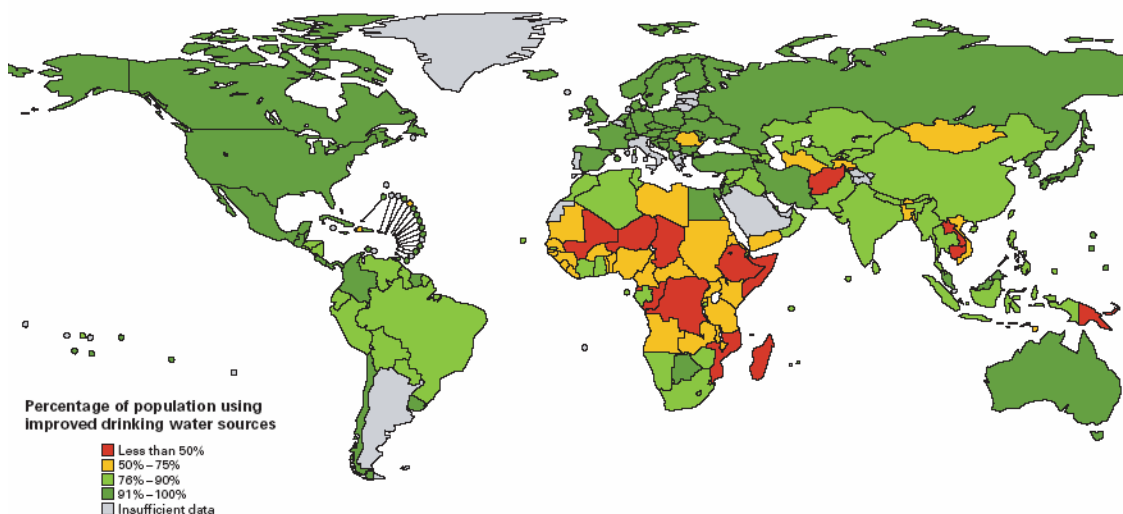 Percentage of population using
improved drinking water sources
Less than 50%
50%–75%
76%–90%
91%–100%
Insufficient data